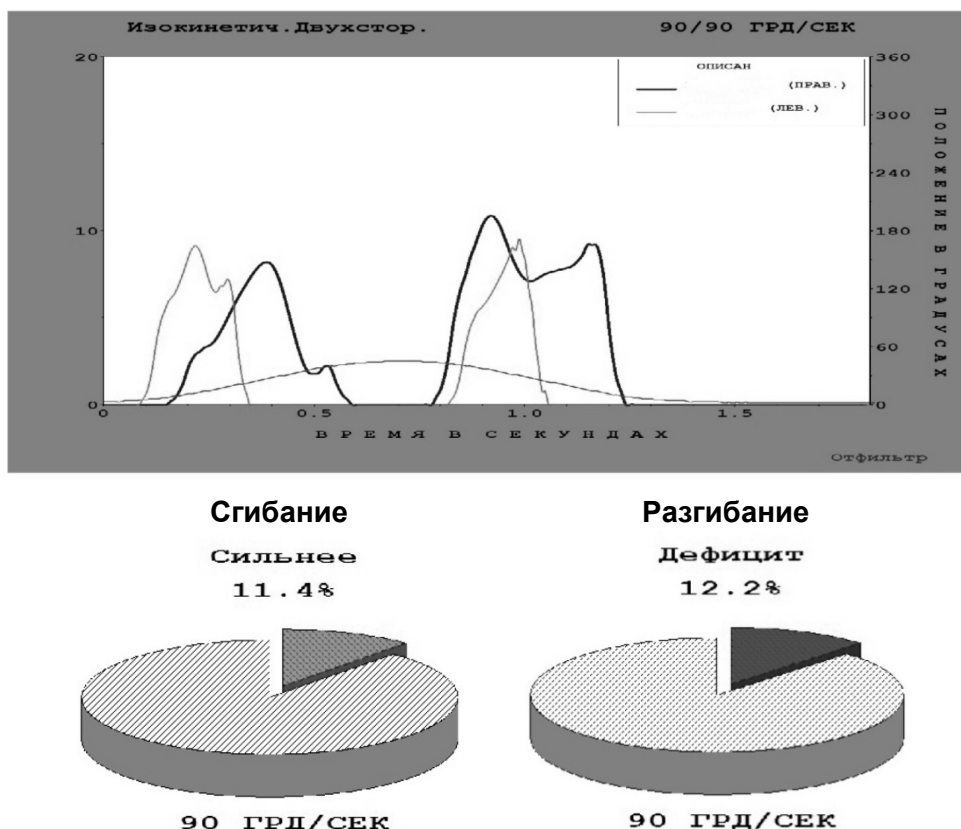 Изокинетич.Двухстор. 90/90 ГРД/СЕК
20
10
0
360
300
240
180
120
60
0
ОПИСАН
(ПРАВ.)
(ЛЕВ.)
ПОЛОЖЕНИЕ В ГРАДУСАХ
0 0.5 1.0 1.5
ВРЕМЯ В СЕКУНДАХ
Отфильтр
Сгибание
Сильнее
11.4%
90 ГРД/СЕК
Разгибание
Дефицит
12.2%
90 ГРД/СЕК